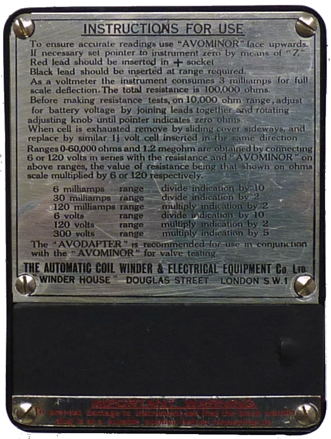 INSTRUCTIONS FOR USE
To ensure accurate readings use "AVOMINOR" face upwards.
If necessary set pointer to instrument zero by means of "Z"
Red lead should be inserted in + socket
Black lead should be inserted at range required.
As a voltmeter the instrument consumes 3 milliamps for full
scale deflection. The total resistance is 100,000 ohms.
Before making resistance tests, on 10,000 ohm range, adjust
for battery voltage by joining leads together and rotating
adjusting knob until pointer indicates zero ohms
When cell is exhausted remove by sliding cover sideways, and
replace by similar 1½ volt cell inserted in the same direction
Ranges 0-60,000 ohms and 1.2 megohm are obtained by connecting
6 or 120 volts in series with the resistance and "AVOMINOR" on
above ranges, the value of resistance being that shown on ohms
scale multiplied by 6 or 120 respectively.
6 milliamps range divide indication by 10
30 milliamps range divide indication by 2
120 milliamps range multiply indication by 2
6 volts range divide indication by 10
120 volts range multiply indication by 2
300 volts range multiply indication by 5
The "AVODAPTER" is recommended for use in conjunction
with the "AVOMINOR" for valve testing.
THE AUTOMATIC COIL WINDER & ELECTRICAL EQUIPMENT Co Ltd
"WINDER HOUSE" DOUGLAS STREET LONDON S.W.1